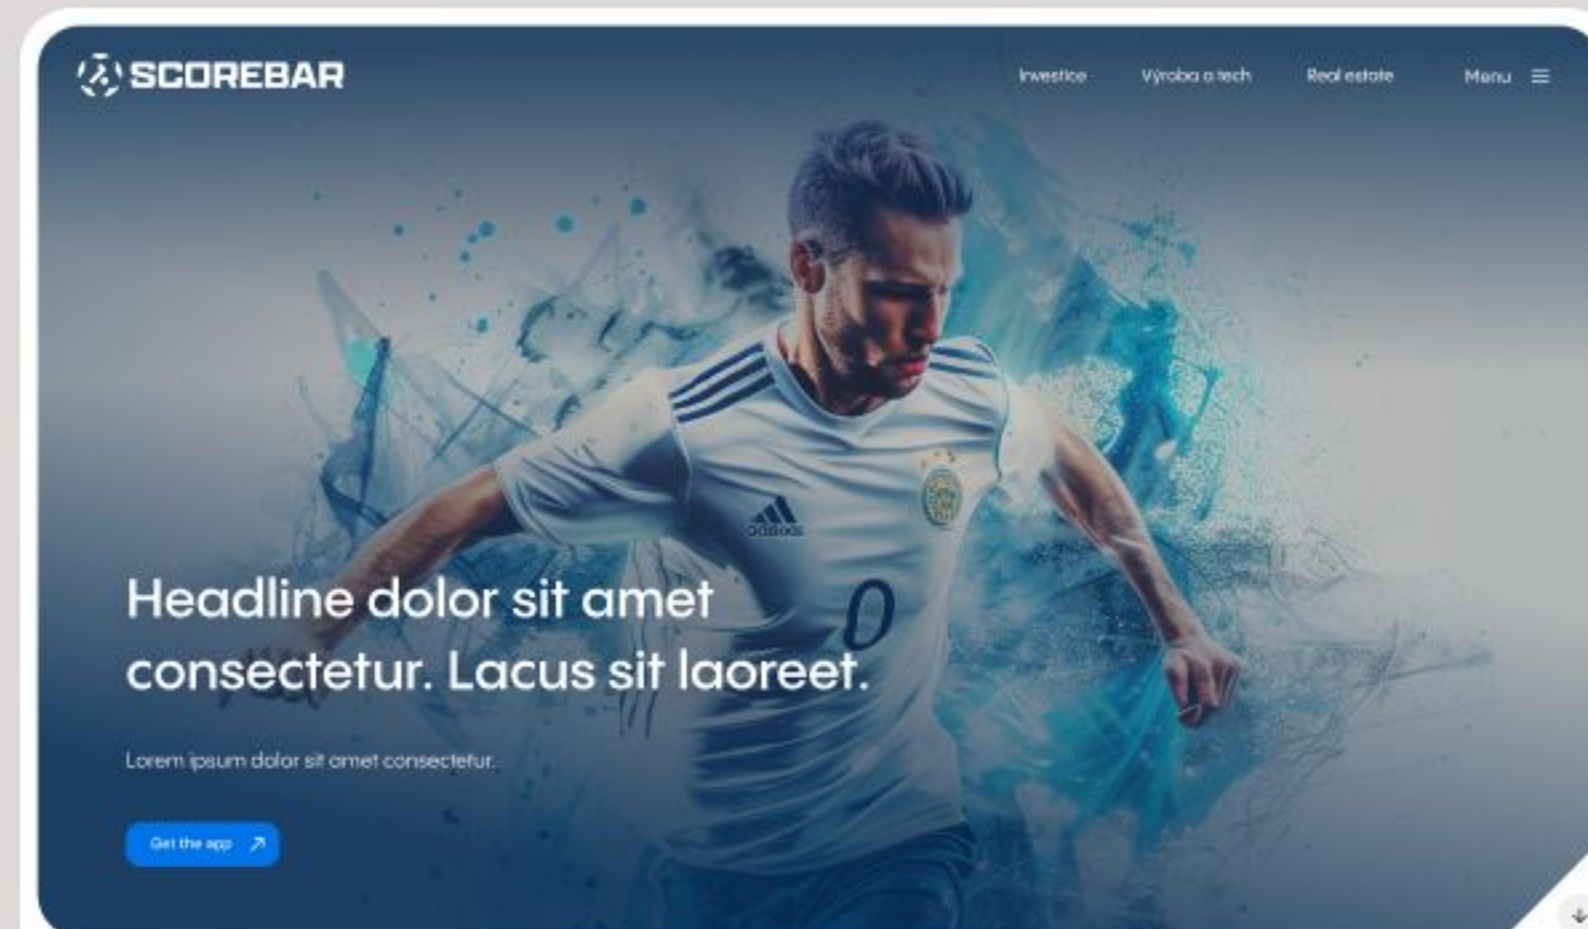 SCOREBAR
Investice
Výroba a tech
Real estate
Menu
adidas
0
Headline dolor sit amet
consectetur. Lacus sit laoreet.
Lorem ipsum dolor sit amet consectetur.
Get the app